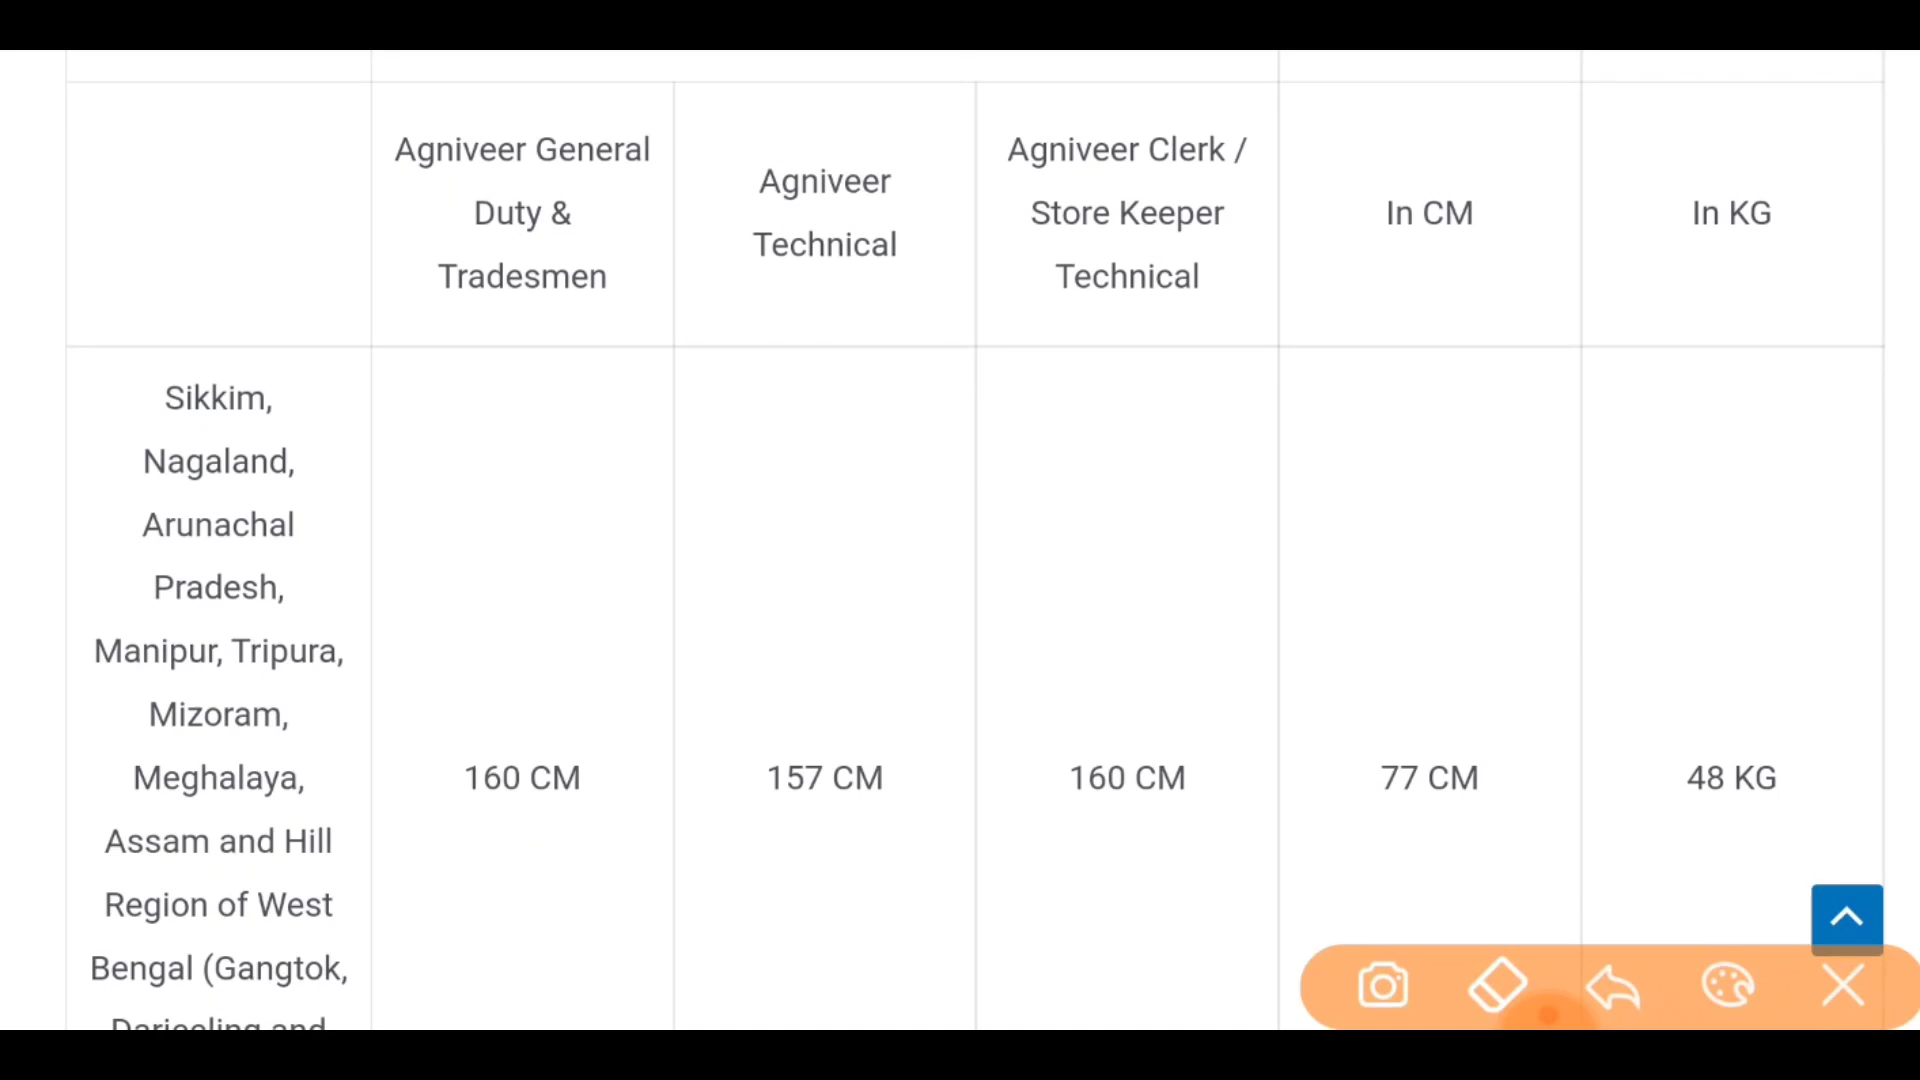 Agniveer General
Duty &
Tradesmen
Agniveer
Technical
Agniveer Clerk /
Store Keeper
Technical
In CM
In KG
Sikkim,
Nagaland,
Arunachal
Pradesh,
Manipur, Tripura,
Mizoram,
Meghalaya,
Assam and Hill
Region of West
Bengal (Gangtok,
Darjeeling and
160 CM
157 CM
160 CM
77 CM
48 KG